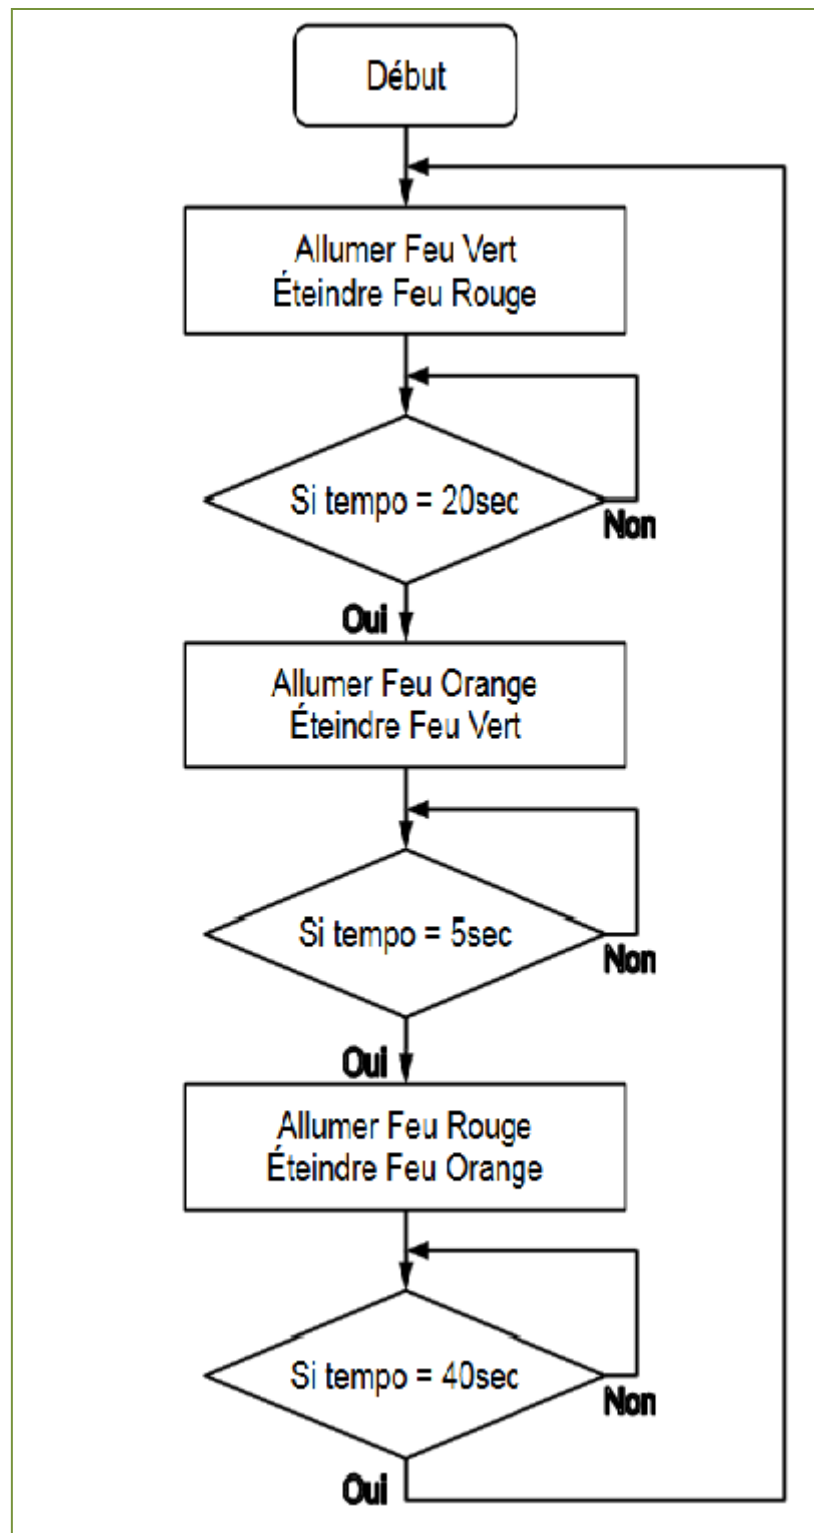 Début
Allumer Feu Vert
Éteindre Feu Rouge
Si tempo = 20sec
Non
Oui
Allumer Feu Orange
Éteindre Feu Vert
Si tempo = 5sec
Non
Oui
Allumer Feu Rouge
Éteindre Feu Orange
Si tempo = 40sec
Non
Oui